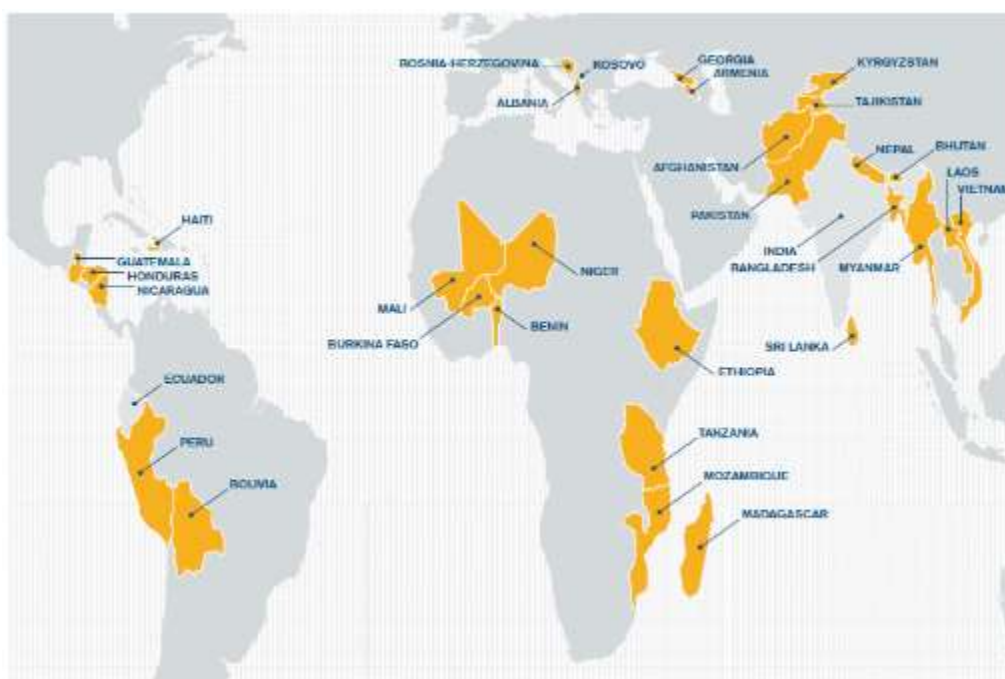 BOSNIA-HERZEGOVINA
KOSOVO
GEORGIA
ARMENIA
KYRGYZSTAN
ALBANIA
TAJIKISTAN
AFGHANISTAN
NEPAL
BHUTAN
LAOS
VIETNAM
PAKISTAN
HAITI
INDIA
BANGLADESH
MYANMAR
GUATEMALA
HONDURAS
NICARAGUA
NIGER
MALI
BENIN
BURKINA FASO
SRI LANKA
ETHIOPIA
ECUADOR
PERU
TANZANIA
BOLIVIA
MOZAMBIQUE
MADAGASCAR